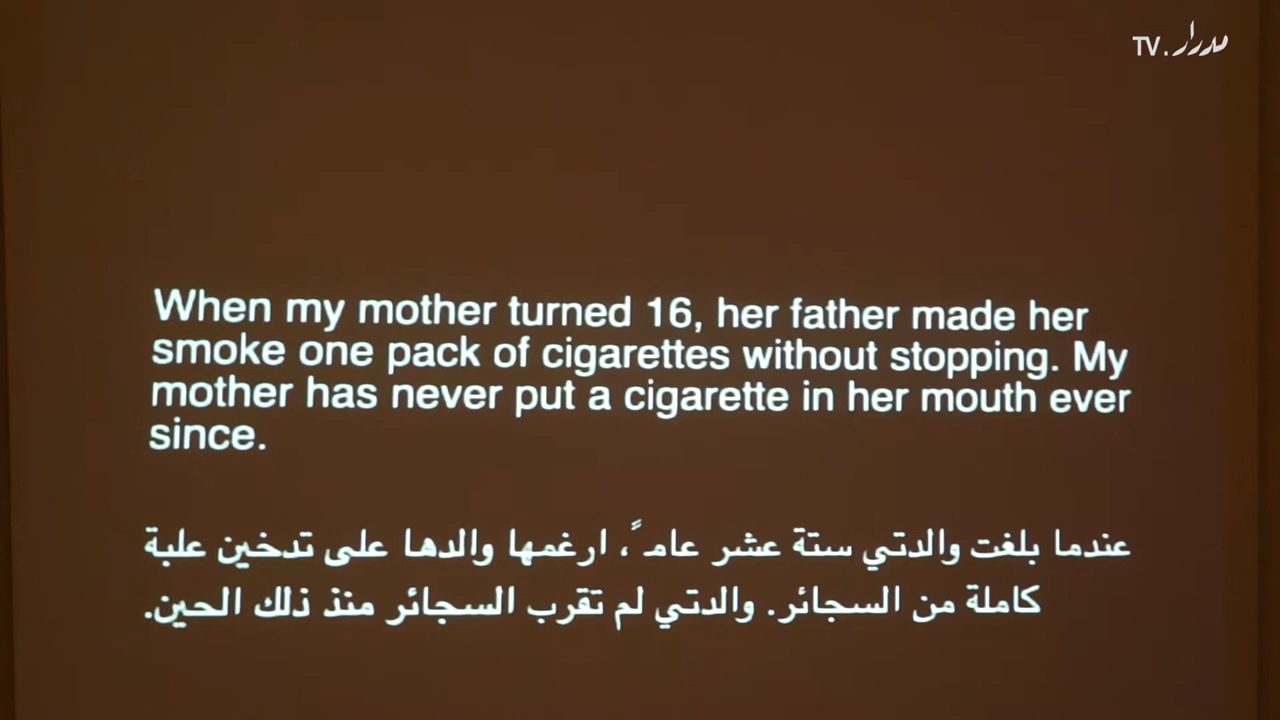 مدرار.TV
When my mother turned 16, her father made her
smoke one pack of cigarettes without stopping. My
mother has never put a cigarette in her mouth ever
since.
عندما بلغت والدتي ستة عشر عامـ ً، ارغمها والدها على تدخين علبة
كاملة من السجائر. والدتي لم تقرب السجائر منذ ذلك الحين.